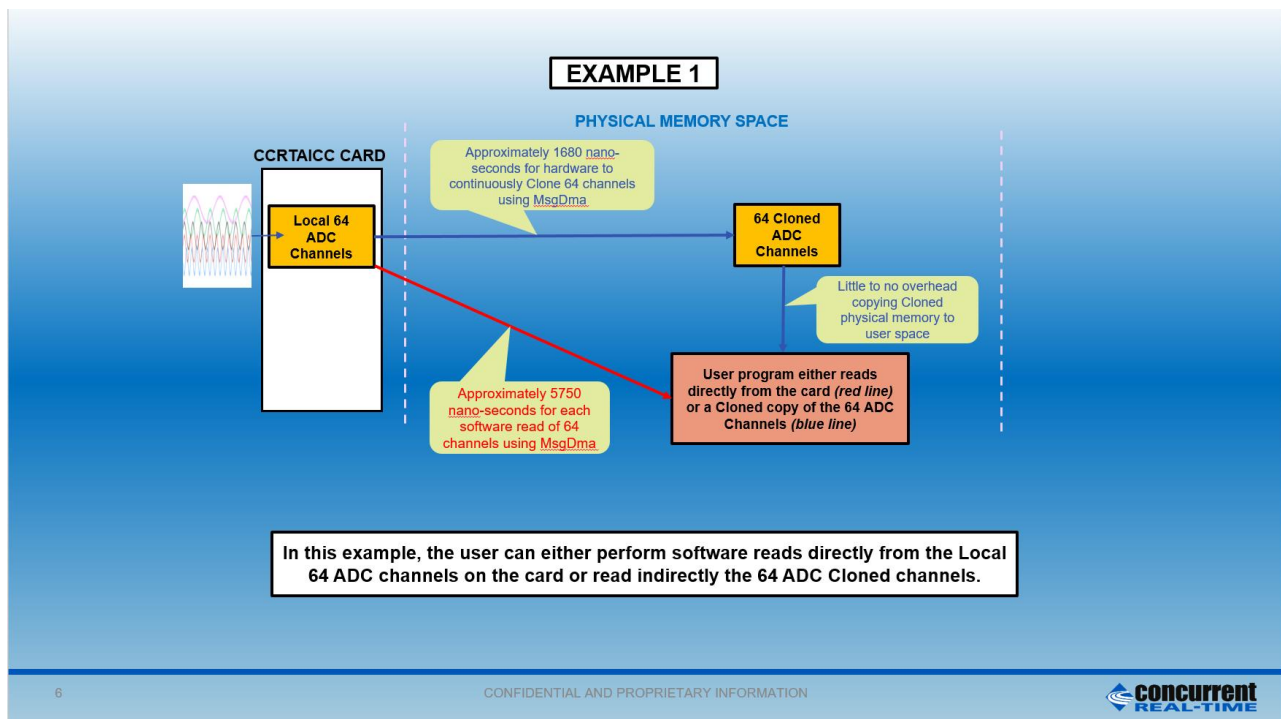 EXAMPLE 1
PHYSICAL MEMORY SPACE
CCRTAICC CARD
Approximately 1680 nano-
seconds for hardware to
continuously Clone 64 channels
using MsgDma
Local 64
ADC
Channels
64 Cloned
ADC
Channels
Little to no overhead
copying Cloned
physical memory to
user space
User program either reads
directly from the card (red line)
or a Cloned copy of the 64 ADC
Channels (blue line)
Approximately 5750
nano-seconds for each
software read of 64
channels using MsgDma
In this example, the user can either perform software reads directly from the Local
64 ADC channels on the card or read indirectly the 64 ADC Cloned channels.
6
CONFIDENTIAL AND PROPRIETARY INFORMATION
concurrent
REAL-TIME